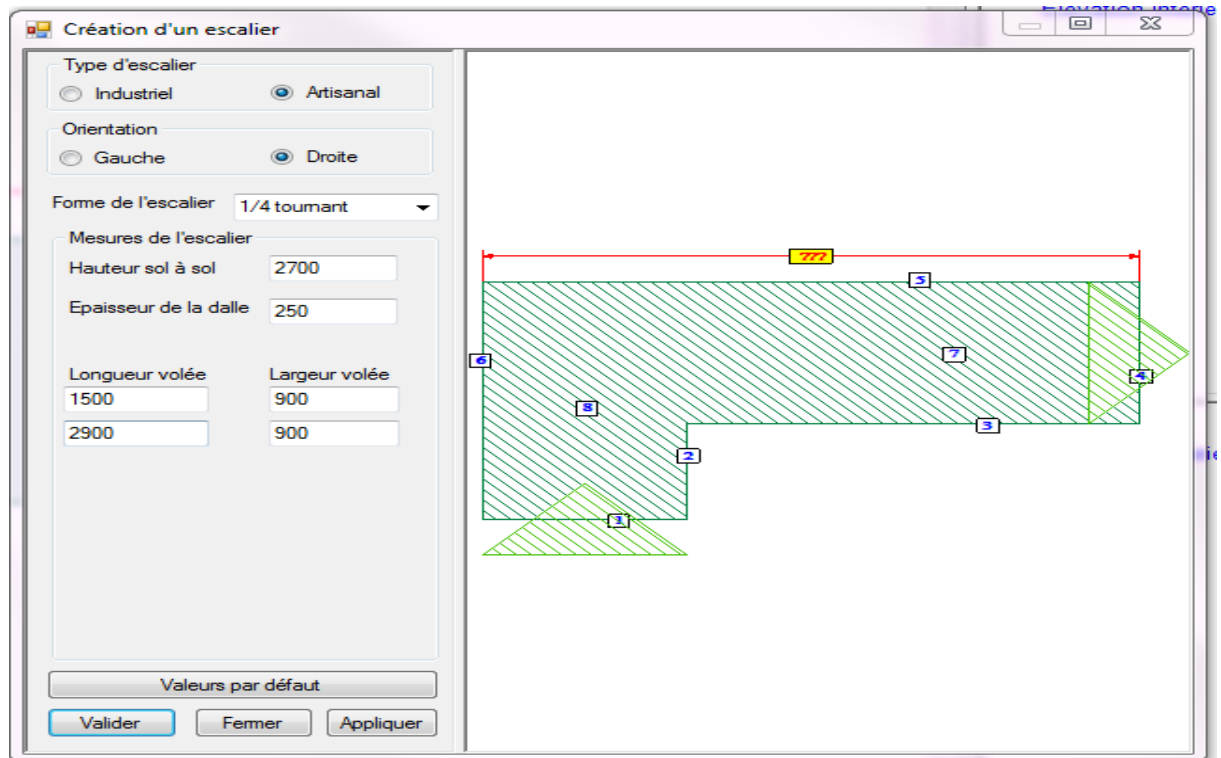 Création d'un escalier
Type d'escalier
Industriel
Artisanal
Orientation
Gauche
Droite
Forme de l'escalier
1/4 tournant
Mesures de l'escalier
Hauteur sol à sol
2700
Epaisseur de la dalle
250
Longueur volée
Largeur volée
1500
900
2900
900
Valeurs par défaut
Valider
Fermer
Appliquer
???
5
6
7
4
8
3
2
1